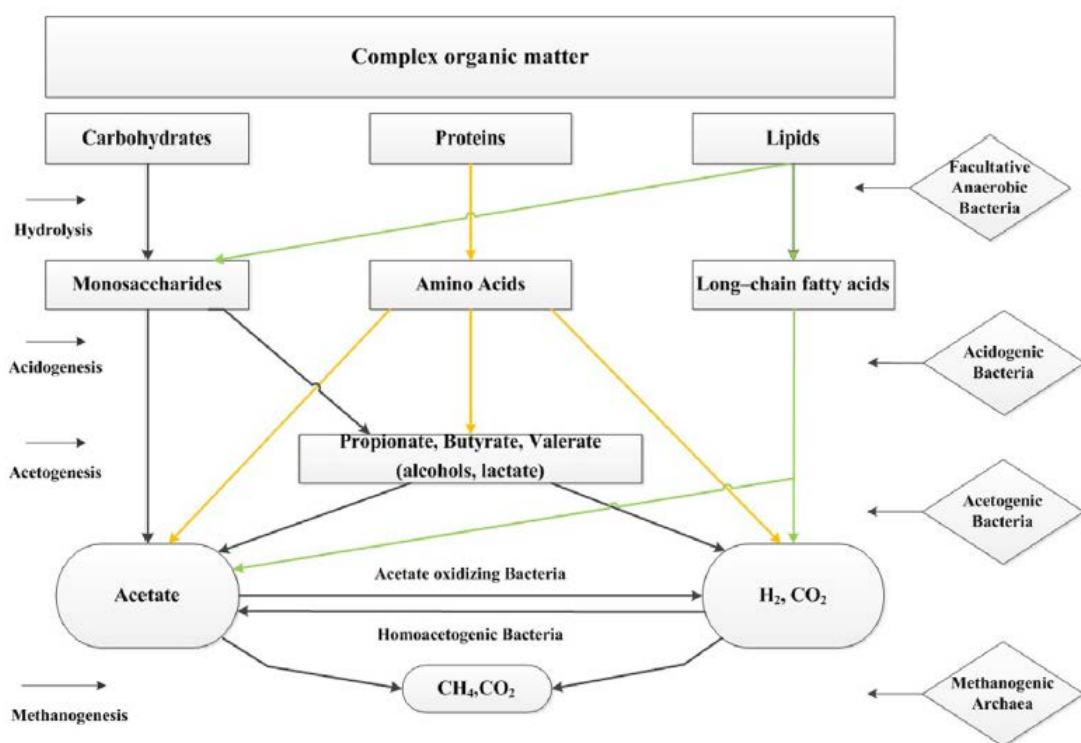 Complex organic matter
Carbohydrates
Proteins
Lipids
Facultative
Anaerobic
Bacteria
Hydrolysis
Monosaccharides
Amino Acids
Long–chain fatty acids
Acidogenesis
Acidogenic
Bacteria
Propionate, Butyrate, Valerate
(alcohols, lactate)
Acetogenesis
Acetogenic
Bacteria
Acetate oxidizing Bacteria
Acetate
H₂, CO₂
Homoacetogenic Bacteria
CH₄,CO₂
Methanogenesis
Methanogenic
Archaea